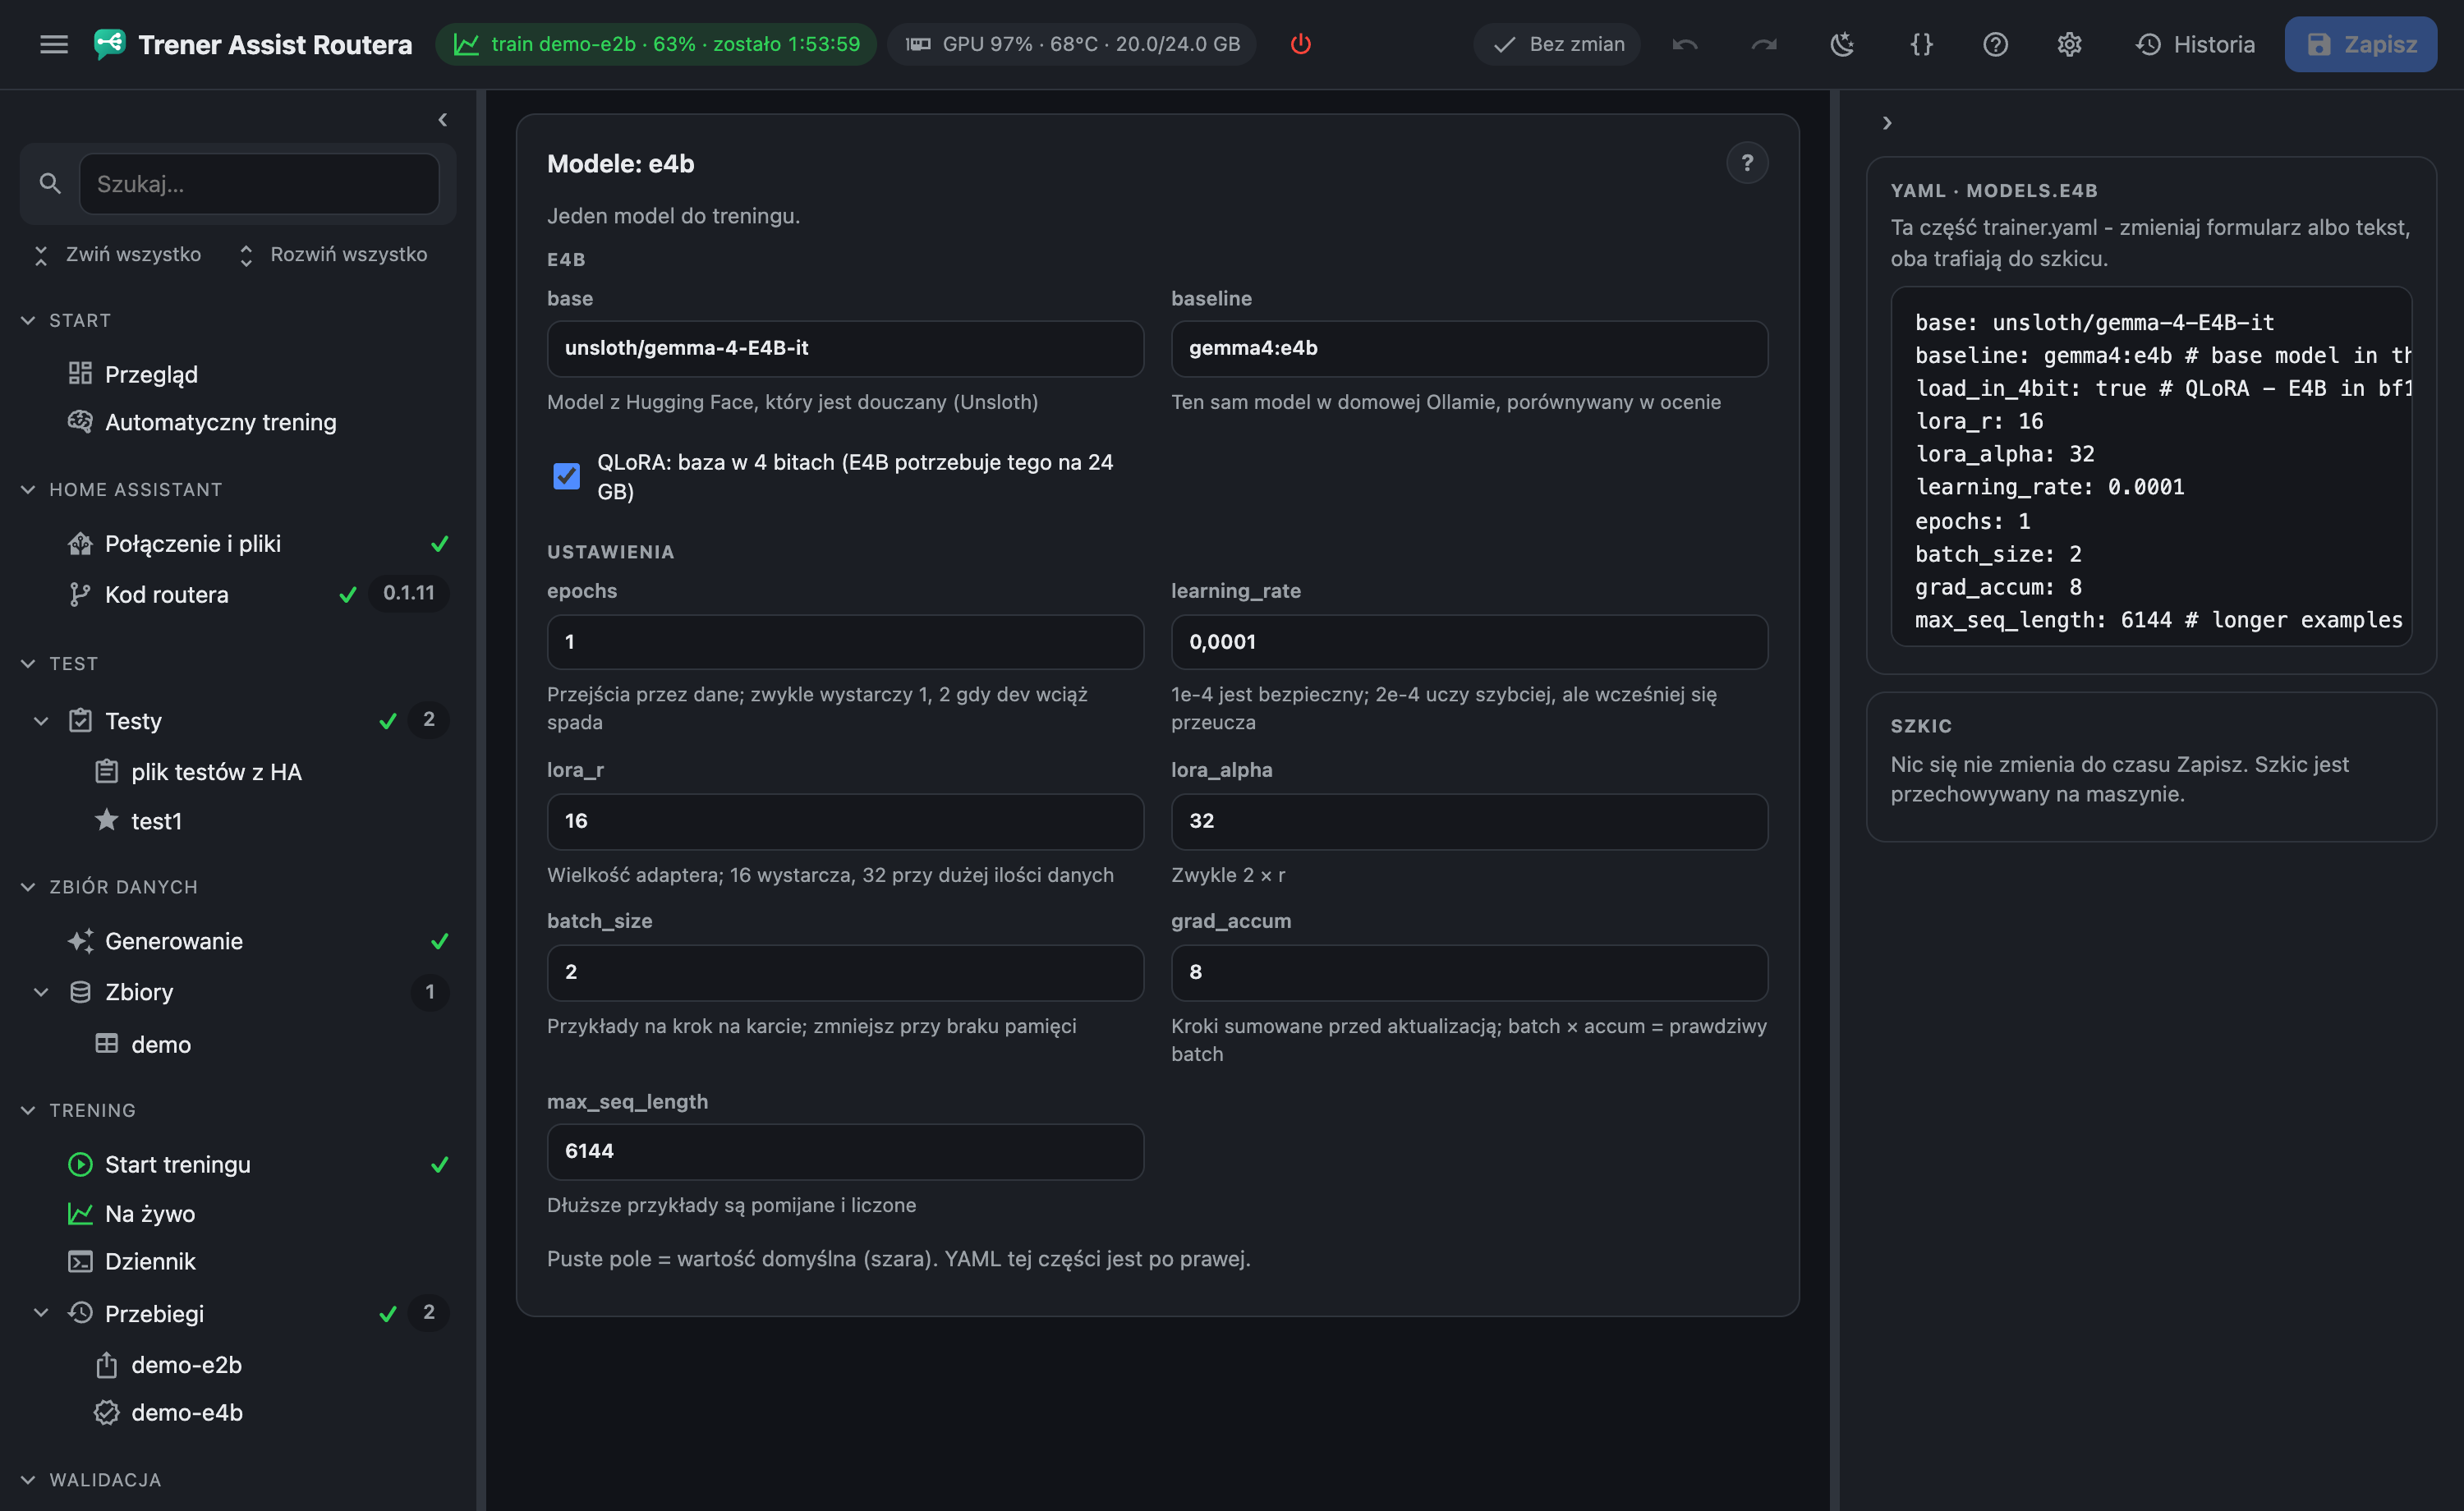 Trener Assist Routera
train demo-e2b · 63% · zostało 1:53:59
GPU 97% · 68°C · 20.0/24.0 GB
Bez zmian
{}
Historia
Zapisz
Szukaj...
Zwiń wszystko
Rozwiń wszystko
START
Przegląd
Automatyczny trening
HOME ASSISTANT
Połączenie i pliki
Kod routera
0.1.11
TEST
Testy
2
plik testów z HA
test1
ZBIÓR DANYCH
Generowanie
Zbiory
1
demo
TRENING
Start treningu
Na żywo
Dziennik
Przebiegi
2
demo-e2b
demo-e4b
WALIDACJA
Modele: e4b
?
Jeden model do treningu.
E4B
base
baseline
unsloth/gemma-4-E4B-it
gemma4:e4b
Model z Hugging Face, który jest douczany (Unsloth)
Ten sam model w domowej Ollamie, porównywany w ocenie
QLoRA: baza w 4 bitach (E4B potrzebuje tego na 24
GB)
USTAWIENIA
epochs
learning_rate
1
0,0001
Przejścia przez dane; zwykle wystarczy 1, 2 gdy dev wciąż
spada
1e-4 jest bezpieczny; 2e-4 uczy szybciej, ale wcześniej się
przeucza
lora_r
lora_alpha
16
32
Wielkość adaptera; 16 wystarcza, 32 przy dużej ilości danych
Zwykle 2 × r
batch_size
grad_accum
2
8
Przykłady na krok na karcie; zmniejsz przy braku pamięci
Kroki sumowane przed aktualizacją; batch × accum = prawdziwy
batch
max_seq_length
6144
Dłuższe przykłady są pomijane i liczone
Puste pole = wartość domyślna (szara). YAML tej części jest po prawej.
YAML · MODELS.E4B
Ta część trainer.yaml - zmieniaj formularz albo tekst,
oba trafiają do szkicu.
base: unsloth/gemma-4-E4B-it
baseline: gemma4:e4b # base model in th
load_in_4bit: true # QLoRA — E4B in bf1
lora_r: 16
lora_alpha: 32
learning_rate: 0.0001
epochs: 1
batch_size: 2
grad_accum: 8
max_seq_length: 6144 # longer examples
SZKIC
Nic się nie zmienia do czasu Zapisz. Szkic jest
przechowywany na maszynie.